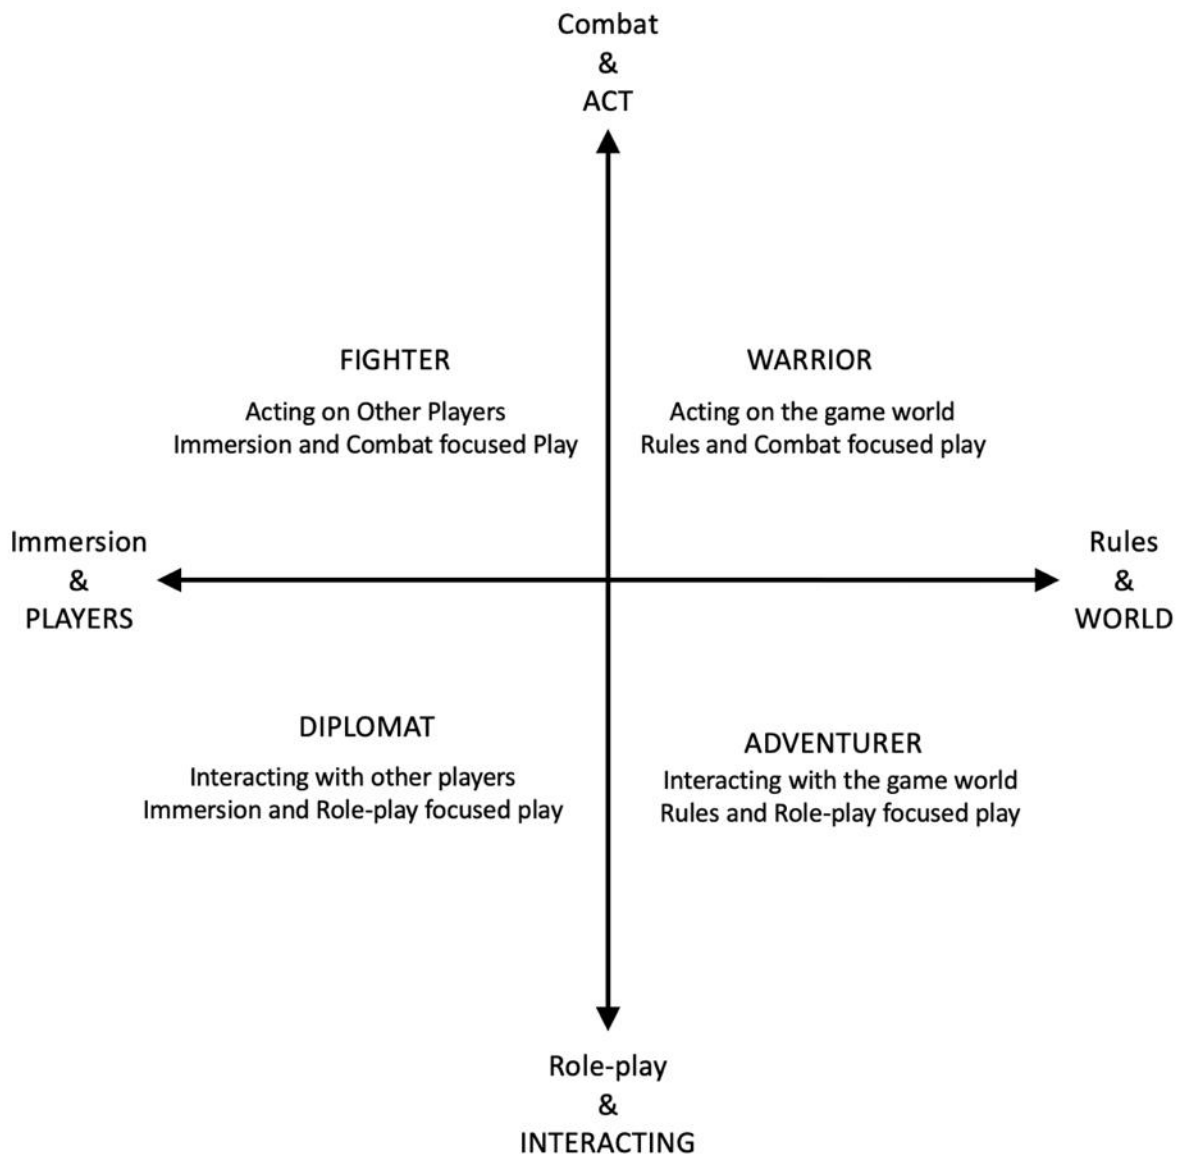 Combat
&
ACT
FIGHTER
Acting on Other Players
Immersion and Combat focused Play
WARRIOR
Acting on the game world
Rules and Combat focused play
Immersion
&
PLAYERS
Rules
&
WORLD
DIPLOMAT
Interacting with other players
Immersion and Role-play focused play
ADVENTURER
Interacting with the game world
Rules and Role-play focused play
Role-play
&
INTERACTING